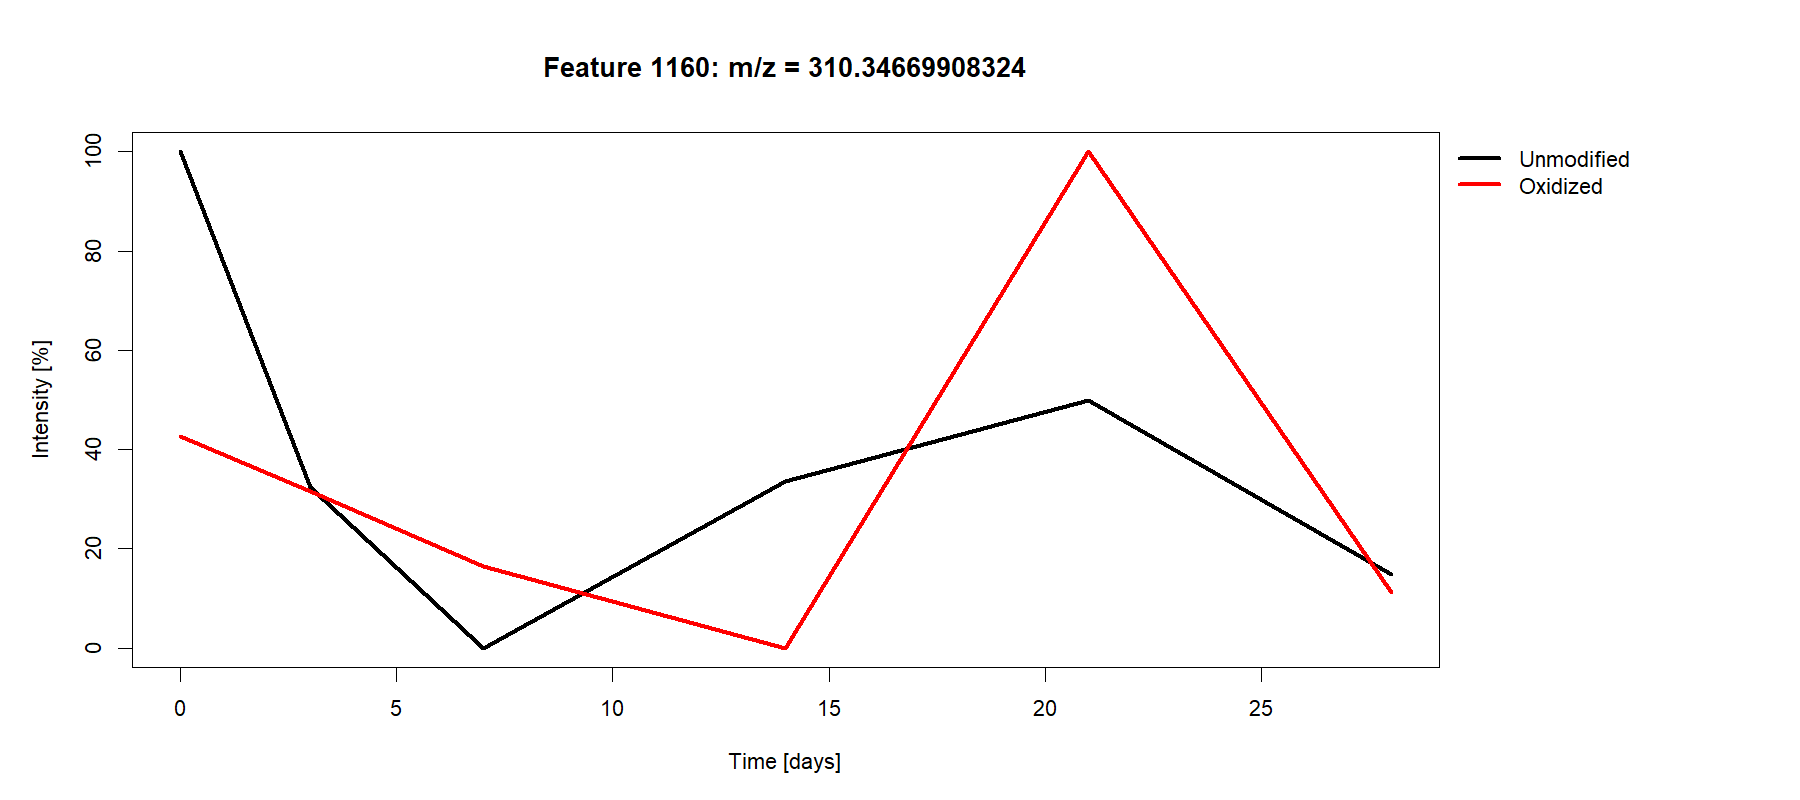 Feature 1160: m/z = 310.34669908324
Unmodified
Oxidized
Intensity [%]
100
80
60
40
20
0
0 5 10 15 20 25
Time [days]